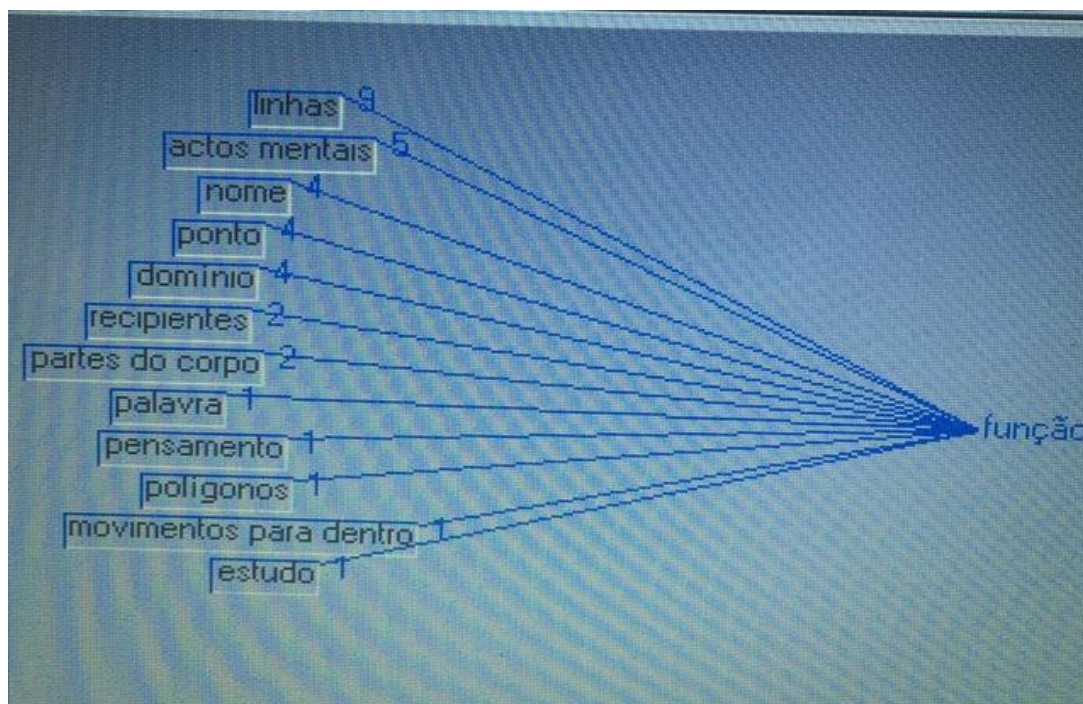 linhas 9
actos mentais 5
nome 4
ponto 4
domínio 4
recipientes 2
partes do corpo 2
palavra 1
pensamento 1
função
polígonos 1
movimentos para dentro 1
estudo 1